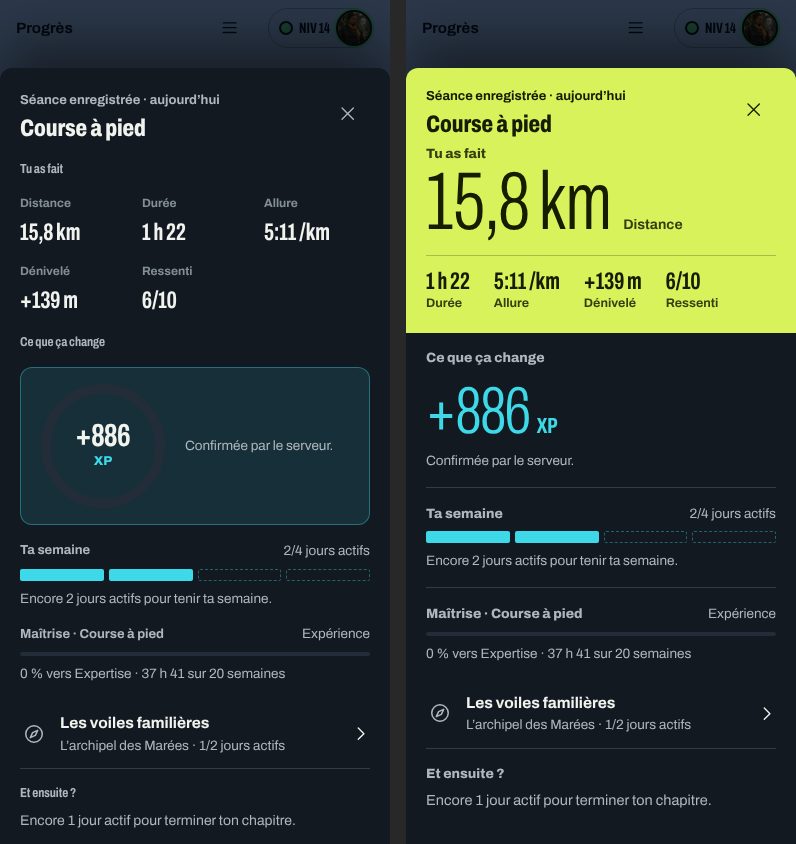 Progrès
NIV 14
Séance enregistrée · aujourd’hui
Course à pied
Tu as fait
Distance
Durée
Allure
15,8 km
1 h 22
5:11 /km
Dénivelé
Ressenti
+139 m
6/10
Ce que ça change
+886
XP
Confirmée par le serveur.
Ta semaine
2/4 jours actifs
Encore 2 jours actifs pour tenir ta semaine.
Maîtrise · Course à pied
Expérience
0 % vers Expertise · 37 h 41 sur 20 semaines
Les voiles familières
L’archipel des Marées · 1/2 jours actifs
Et ensuite ?
Encore 1 jour actif pour terminer ton chapitre.
Progrès
NIV 14
Séance enregistrée · aujourd’hui
Course à pied
Tu as fait
15,8 km Distance
1 h 22
5:11 /km
+139 m
6/10
Durée
Allure
Dénivelé
Ressenti
Ce que ça change
+886 XP
Confirmée par le serveur.
Ta semaine
2/4 jours actifs
Encore 2 jours actifs pour tenir ta semaine.
Maîtrise · Course à pied
Expérience
0 % vers Expertise · 37 h 41 sur 20 semaines
Les voiles familières
L’archipel des Marées · 1/2 jours actifs
Et ensuite ?
Encore 1 jour actif pour terminer ton chapitre.